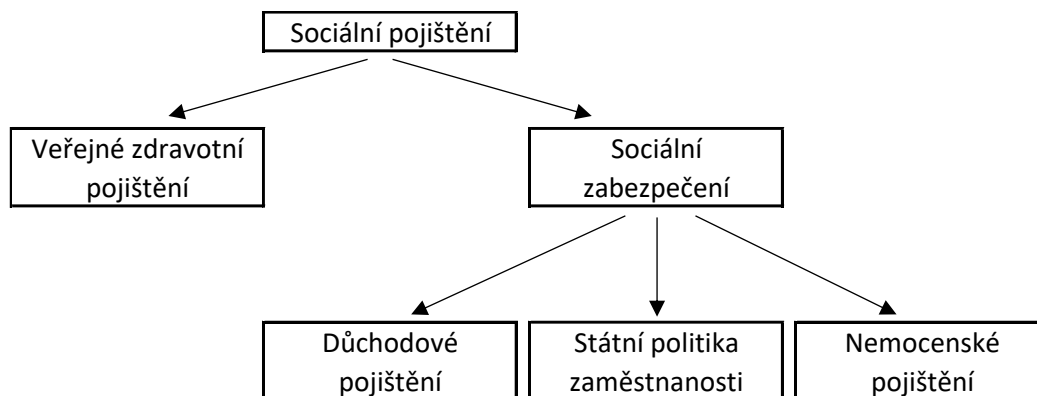 Sociální pojištění
Veřejné zdravotní
pojištění
Sociální
zabezpečení
Důchodové
pojištění
Státní politika
zaměstnanosti
Nemocenské
pojištění